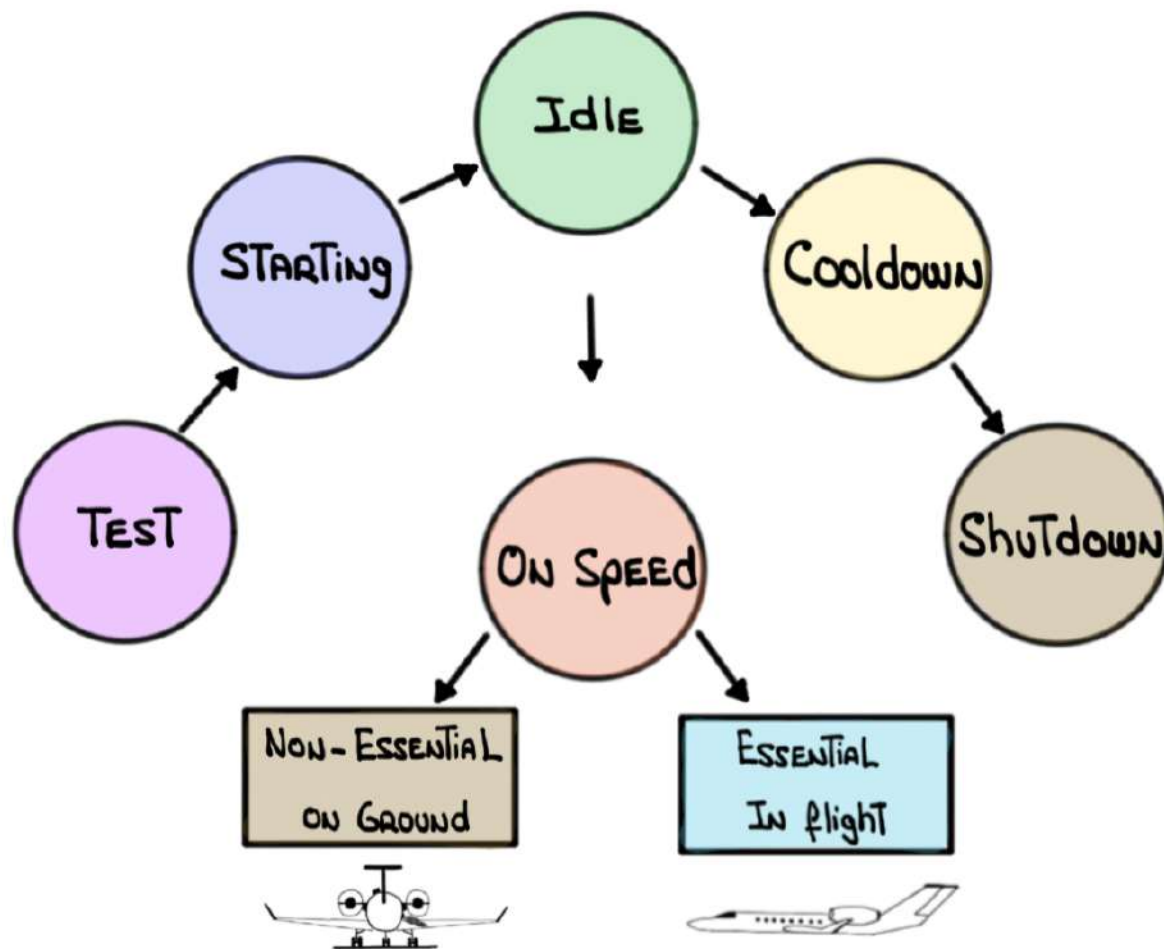 Idle
Starting
Cooldown
Test
Shutdown
On Speed
Non-Essential
on Ground
Essential
In flight